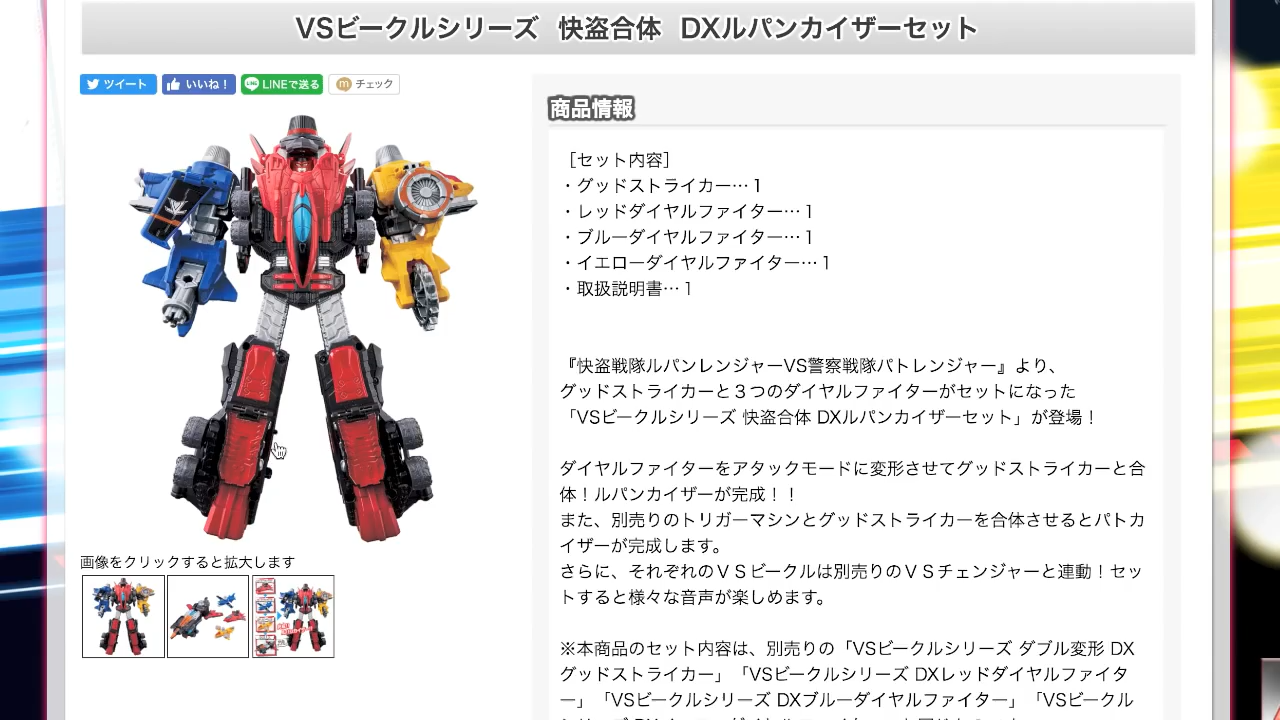 VSビークルシリーズ 快盗合体 DXルパンカイザーセット
ツイート いいね！ LINEで送る チェック
商品情報
［セット内容］
・グッドストライカー…１
・レッドダイヤルファイター…１
・ブルーダイヤルファイター…１
・イエローダイヤルファイター…１
・取扱説明書…１
『快盗戦隊ルパンレンジャーVS警察戦隊パトレンジャー』より、
グッドストライカーと３つのダイヤルファイターがセットになった
「VSビークルシリーズ 快盗合体 DXルパンカイザーセット」が登場！
ダイヤルファイターをアタックモードに変形させてグッドストライカーと合
体！ルパンカイザーが完成！！
また、別売りのトリガーマシンとグッドストライカーを合体させるとパトカ
イザーが完成します。
さらに、それぞれのＶＳビークルは別売りのＶＳチェンジャーと連動！セッ
トすると様々な音声が楽しめます。
※本商品のセット内容は、別売りの「VSビークルシリーズ ダブル変形 DX
グッドストライカー」「VSビークルシリーズ DXレッドダイヤルファイタ
ー」「VSビークルシリーズ DXブルーダイヤルファイター」「VSビークル
画像をクリックすると拡大します